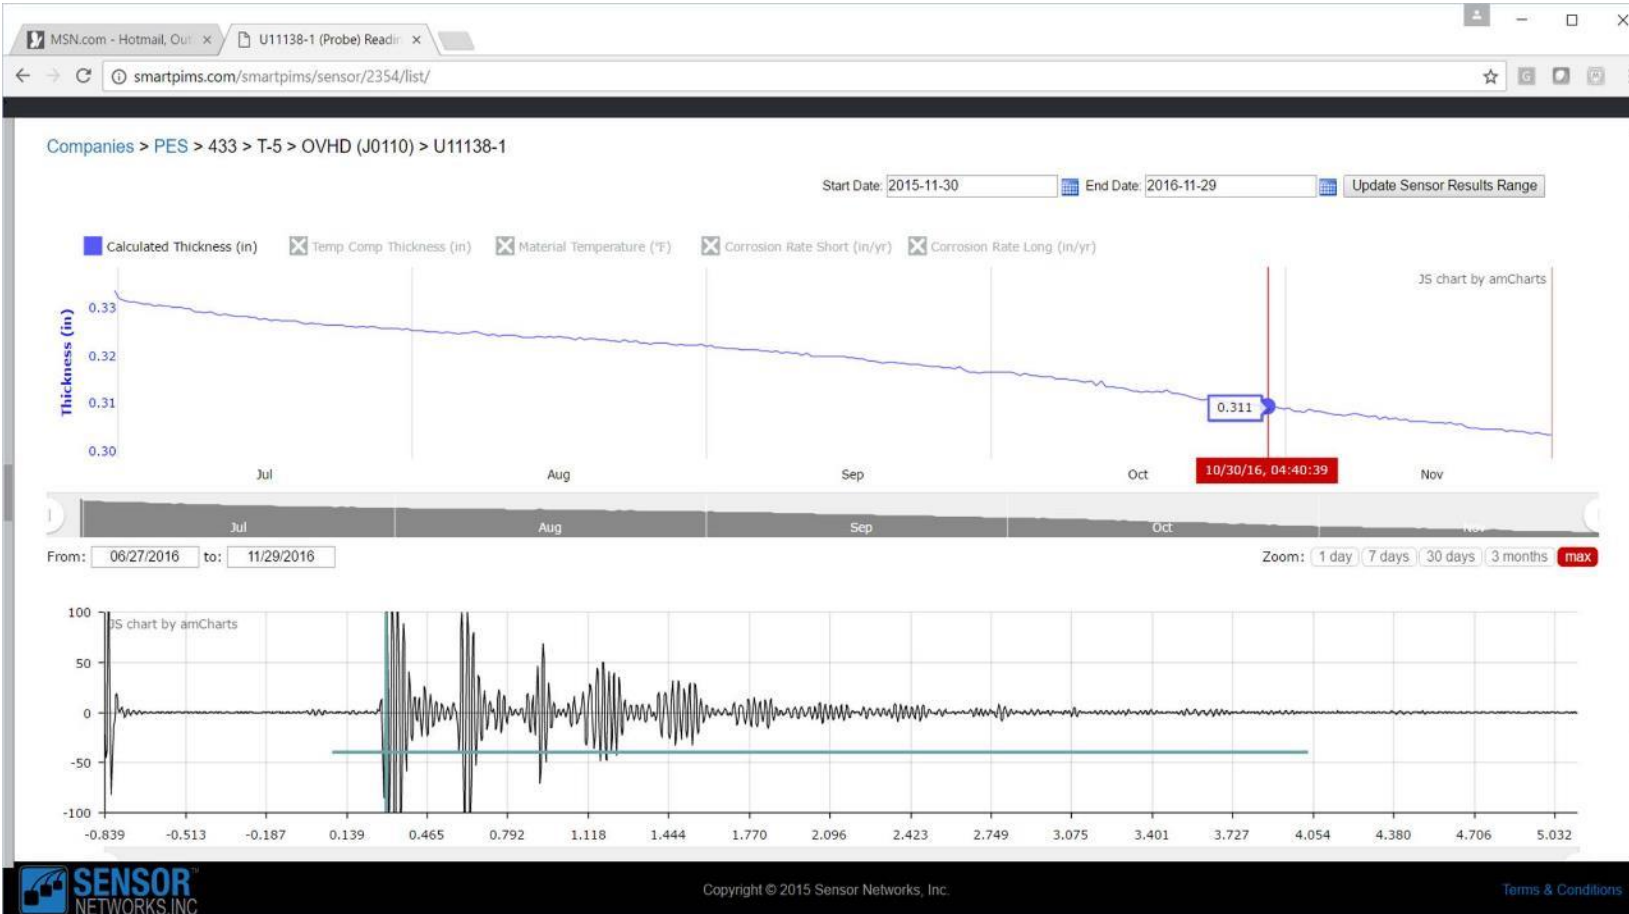 MSN.com - Hotmail, Out
U11138-1 (Probe) Readin
smartpims.com/smartpims/sensor/2354/list/
Companies > PES > 433 > T-5 > OVHD (J0110) > U11138-1
Start Date: 2015-11-30 End Date: 2016-11-29 Update Sensor Results Range
Calculated Thickness (in) Temp Comp Thickness (in) Material Temperature (°F) Corrosion Rate Short (in/yr) Corrosion Rate Long (in/yr)
JS chart by amCharts
Thickness (in)
0.33
0.32
0.31
0.30
0.311
Jul Aug Sep Oct 10/30/16, 04:40:39 Nov
Jul Aug Sep Oct Nov
From: 06/27/2016 to: 11/29/2016 Zoom: 1 day 7 days 30 days 3 months max
JS chart by amCharts
100
50
0
-50
-100
-0.839 -0.513 -0.187 0.139 0.465 0.792 1.118 1.444 1.770 2.096 2.423 2.749 3.075 3.401 3.727 4.054 4.380 4.706 5.032
SENSOR™
NETWORKS,INC
Copyright © 2015 Sensor Networks, Inc.
Terms & Conditions